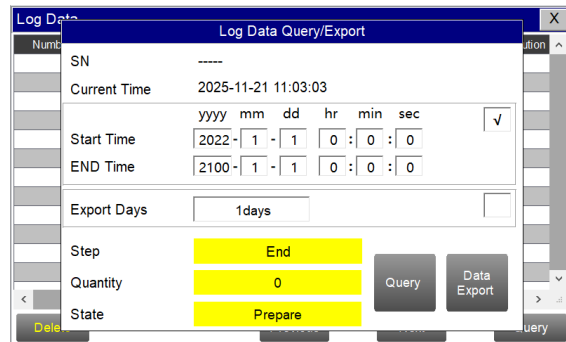 Log Data
X
Log Data Query/Export
SN -----
Current Time 2025-11-21 11:03:03
yyyy mm dd hr min sec
√
Start Time 2022 - 1 - 1 0 : 0 : 0
END Time 2100 - 1 - 1 0 : 0 : 0
Export Days 1days
Step End
Quantity 0
Query
Data
Export
State Prepare